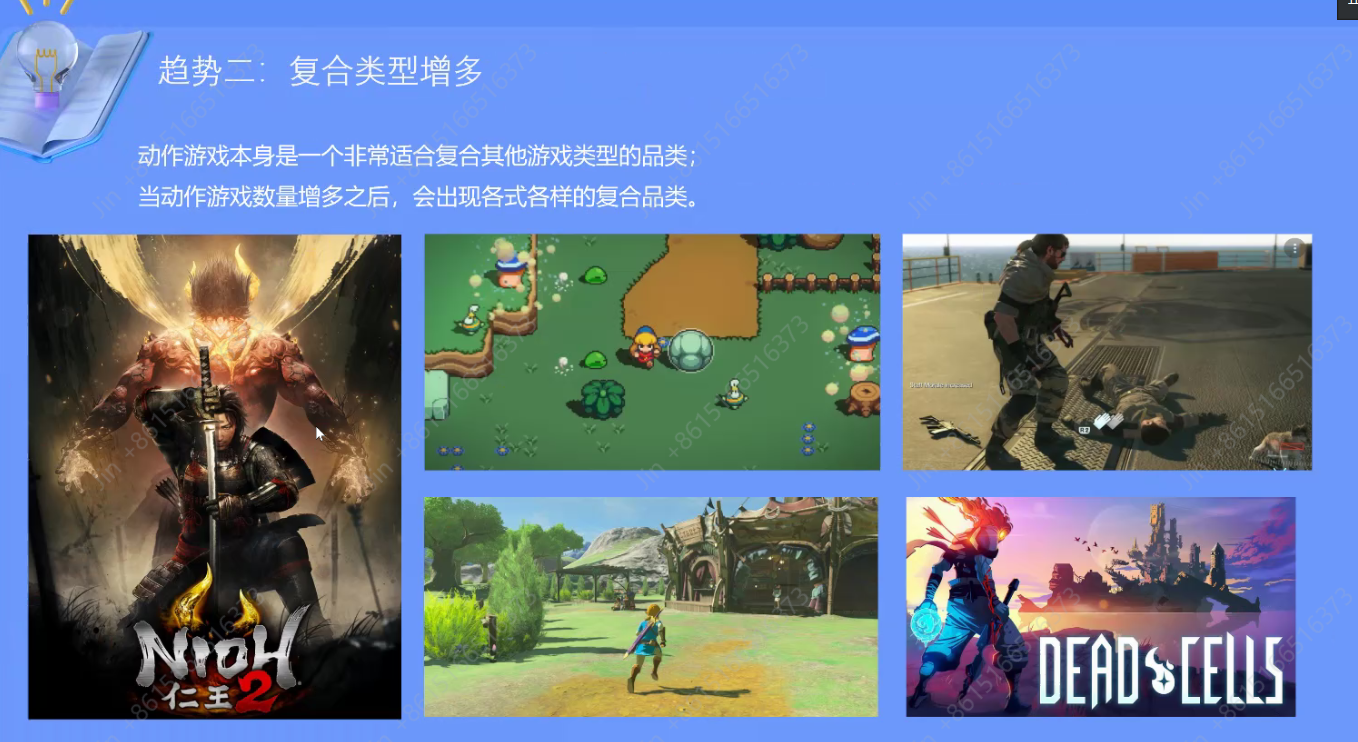 趋势二：复合类型增多
动作游戏本身是一个非常适合复合其他游戏类型的品类；
当动作游戏数量增多之后，会出现各式各样的复合品类。
NIOH
仁王2
DEAD CELLS
jin +8615166516373